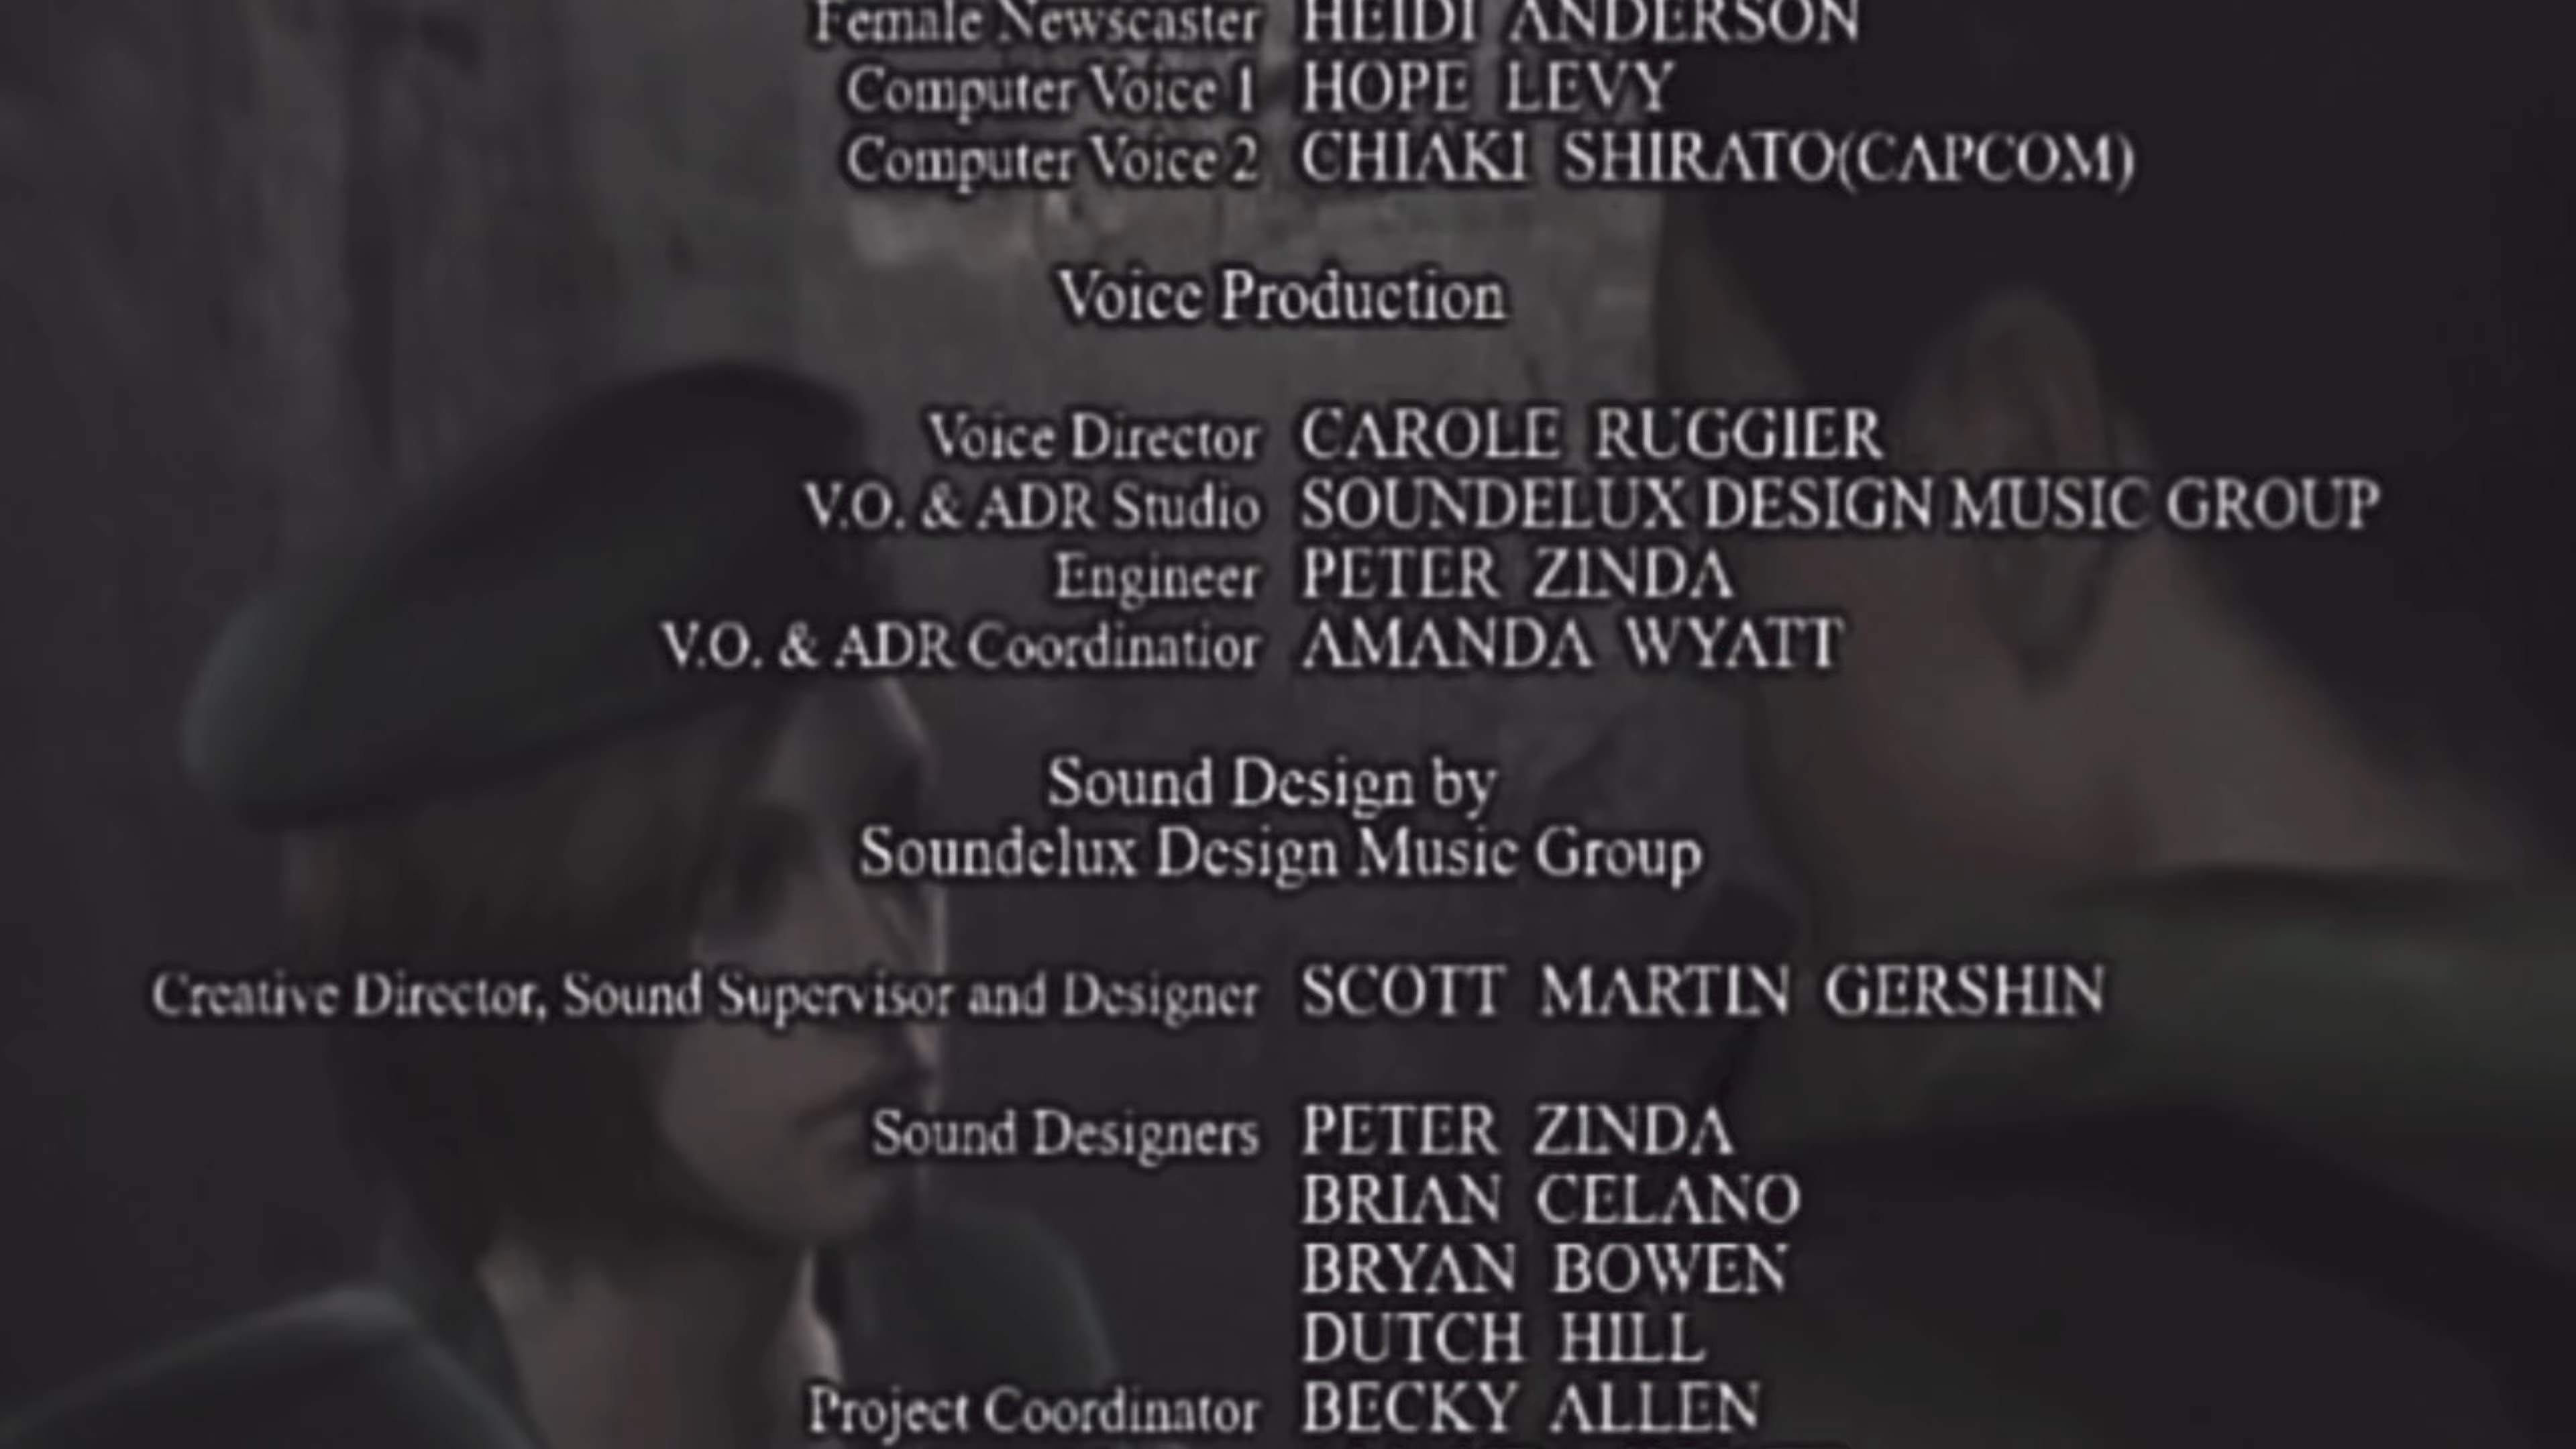 Female Newscaster HEIDI ANDERSON
Computer Voice 1 HOPE LEVY
Computer Voice 2 CHIAKI SHIRATO(CAPCOM)
Voice Production
Voice Director CAROLE RUGGIER
V.O. & ADR Studio SOUNDELUX DESIGN MUSIC GROUP
Engineer PETER ZINDA
V.O. & ADR Coordinatior AMANDA WYATT
Sound Design by
Soundelux Design Music Group
Creative Director, Sound Supervisor and Designer SCOTT MARTIN GERSHIN
Sound Designers PETER ZINDA
BRIAN CELANO
BRYAN BOWEN
DUTCH HILL
Project Coordinator BECKY ALLEN